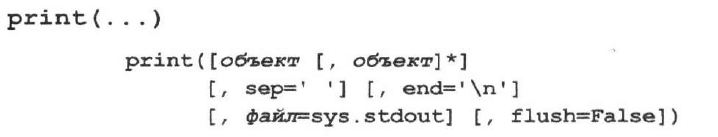 print(...)
print([объект [, объект]*]
[, sep=' '] [, end='\n']
[, файл=sys.stdout] [, flush=False])